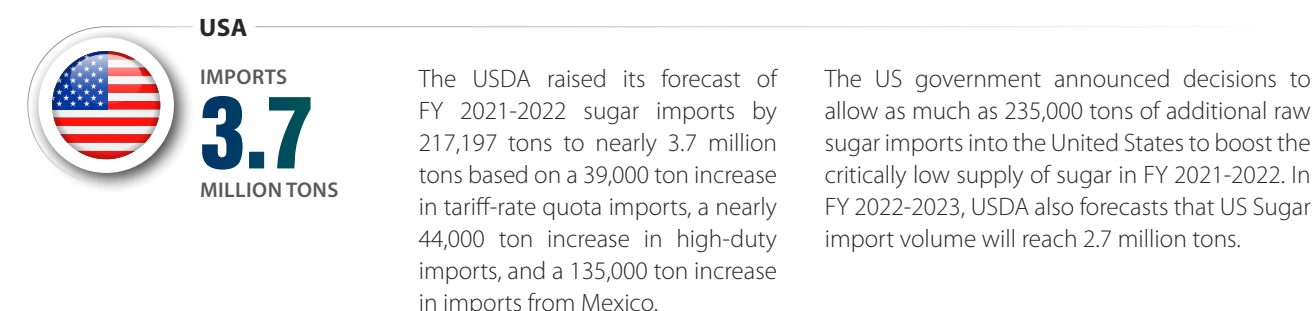 USA
IMPORTS
3.7
MILLION TONS
The USDA raised its forecast of
FY 2021-2022 sugar imports by
217,197 tons to nearly 3.7 million
tons based on a 39,000 ton increase
in tariff-rate quota imports, a nearly
44,000 ton increase in high-duty
imports, and a 135,000 ton increase
in imports from Mexico.
The US government announced decisions to
allow as much as 235,000 tons of additional raw
sugar imports into the United States to boost the
critically low supply of sugar in FY 2021-2022. In
FY 2022-2023, USDA also forecasts that US Sugar
import volume will reach 2.7 million tons.